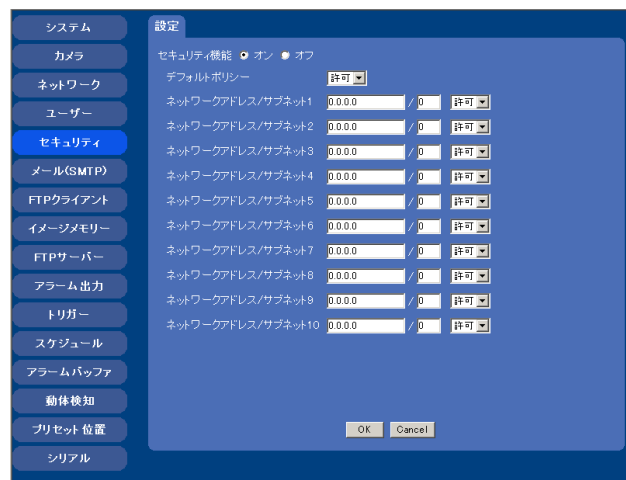 システム
カメラ
ネットワーク
ユーザー
セキュリティ
メール(SMTP)
FTPクライアント
イメージメモリー
FTPサーバー
アラーム出力
トリガー
スケジュール
アラームバッファ
動体検知
プリセット位置
シリアル
設定
セキュリティ機能 オン オフ
デフォルトポリシー 許可
ネットワークアドレス/サブネット1 0.0.0.0 / 0 許可
ネットワークアドレス/サブネット2 0.0.0.0 / 0 許可
ネットワークアドレス/サブネット3 0.0.0.0 / 0 許可
ネットワークアドレス/サブネット4 0.0.0.0 / 0 許可
ネットワークアドレス/サブネット5 0.0.0.0 / 0 許可
ネットワークアドレス/サブネット6 0.0.0.0 / 0 許可
ネットワークアドレス/サブネット7 0.0.0.0 / 0 許可
ネットワークアドレス/サブネット8 0.0.0.0 / 0 許可
ネットワークアドレス/サブネット9 0.0.0.0 / 0 許可
ネットワークアドレス/サブネット10 0.0.0.0 / 0 許可
OK Cancel